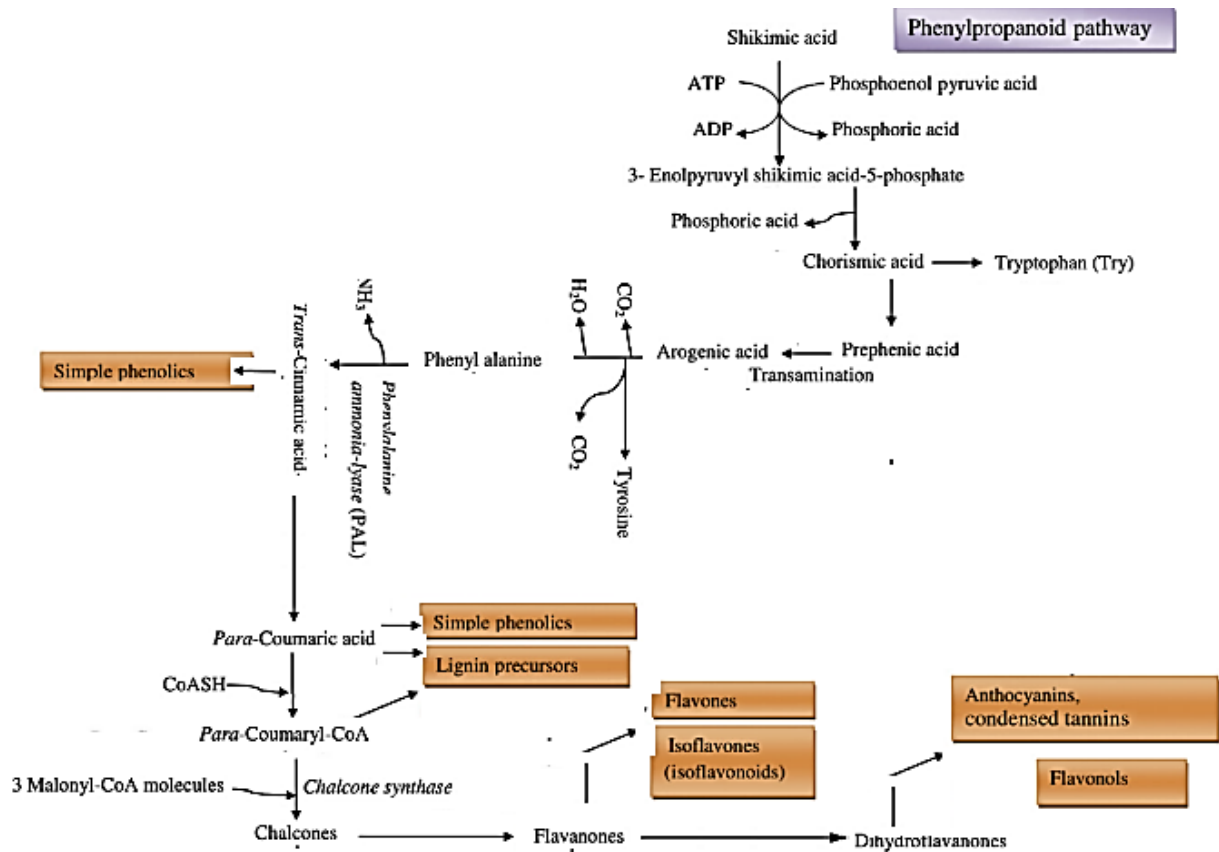 Phenylpropanoid pathway
Shikimic acid
ATP
Phosphoenol pyruvic acid
ADP
Phosphoric acid
3- Enolpyruvyl shikimic acid-5-phosphate
Phosphoric acid
Chorismic acid
Tryptophan (Try)
Prephenic acid
Transamination
Arogenic acid
CO₂
H₂O
CO₂
Tyrosine
Phenyl alanine
NH₃
Phenylalanine
ammonia-lyase (PAL)
Trans-Cinnamic acid
Simple phenolics
Para-Coumaric acid
Simple phenolics
Lignin precursors
CoASH
Para-Coumaryl-CoA
3 Malonyl-CoA molecules
Chalcone synthase
Chalcones
Flavanones
Flavones
Isoflavones
(isoflavonoids)
Dihydroflavanones
Anthocyanins,
condensed tannins
Flavonols